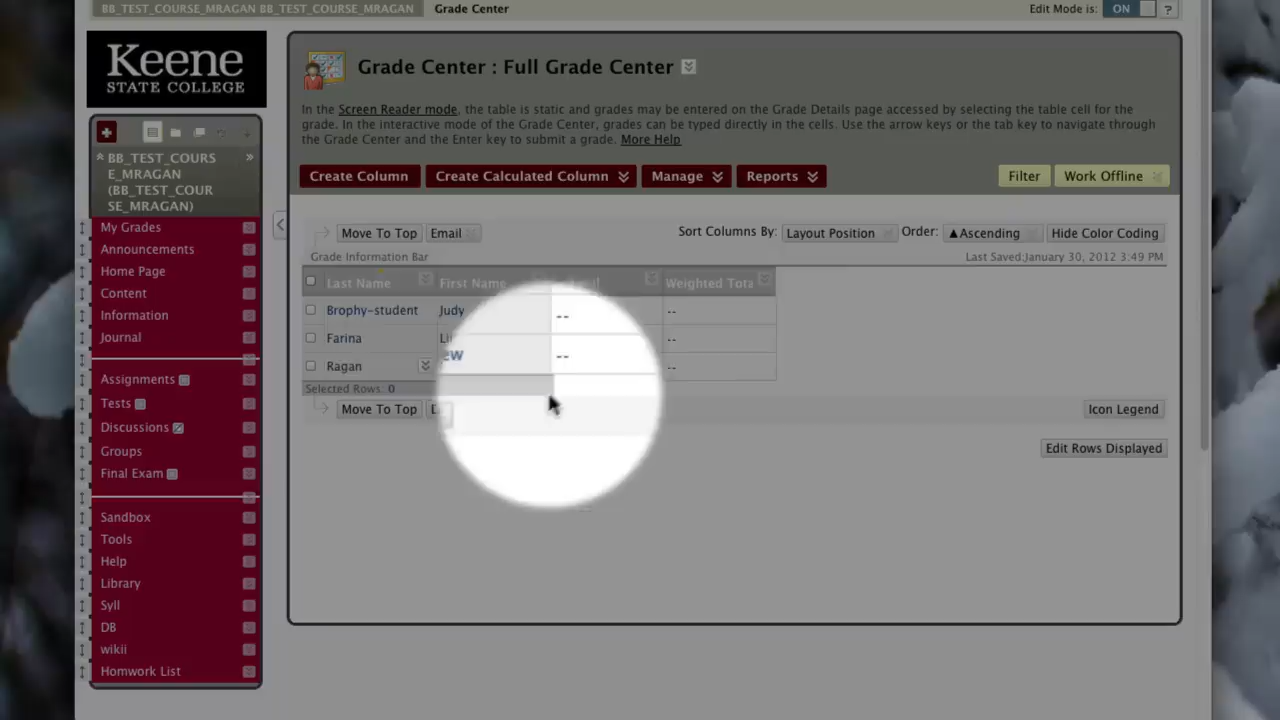 BB_TEST_COURSE_MRAGAN BB_TEST_COURSE_MRAGAN Grade Center
Edit Mode is: ON ?
Keene
STATE COLLEGE
Grade Center : Full Grade Center
In the Screen Reader mode, the table is static and grades may be entered on the Grade Details page accessed by selecting the table cell for the
grade. In the interactive mode of the Grade Center, grades can be typed directly in the cells. Use the arrow keys or the tab key to navigate through
the Grade Center and the Enter key to submit a grade. More Help
Create Column Create Calculated Column Manage Reports Filter Work Offline
Move To Top Email Sort Columns By: Layout Position Order: ▲Ascending Hide Color Coding
Grade Information Bar Last Saved:January 30, 2012 3:49 PM
Last Name First Name Weighted Tota
Brophy-student Judy -- --
Farina Li -- --
Ragan ew --
Selected Rows: 0
Move To Top Icon Legend
Edit Rows Displayed
BB_TEST_COURS
E_MRAGAN
(BB_TEST_COUR
SE_MRAGAN)
My Grades
Announcements
Home Page
Content
Information
Journal
Assignments
Tests
Discussions
Groups
Final Exam
Sandbox
Tools
Help
Library
Syll
DB
wikii
Homwork List